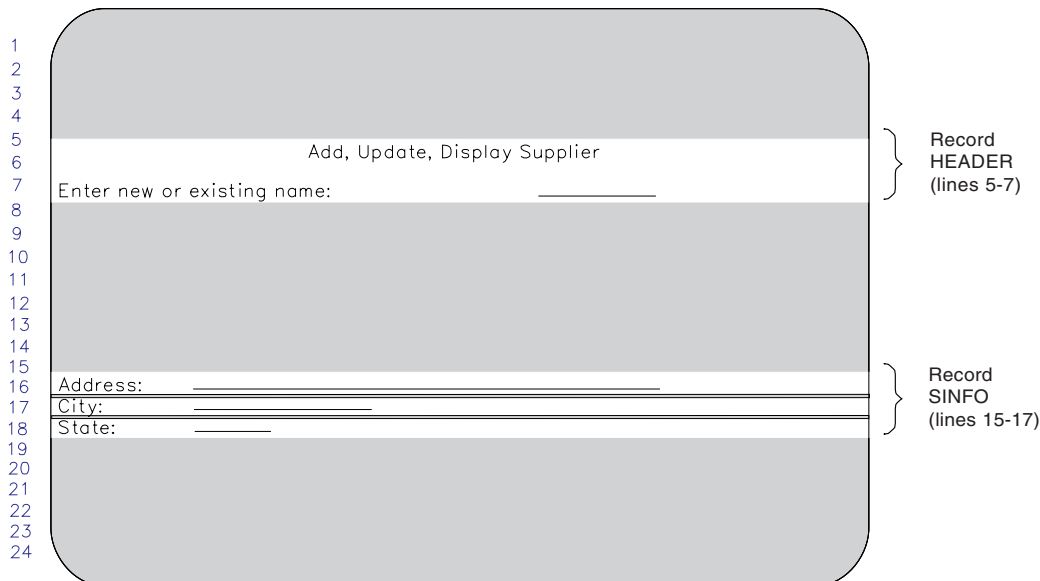 1
2
3
4
5
Add, Update, Display Supplier
6
7
Enter new or existing name:
Record
HEADER
(lines 5-7)
8
9
10
11
12
13
14
15
16
Address:
17
City:
18
State:
Record
SINFO
(lines 15-17)
19
20
21
22
23
24